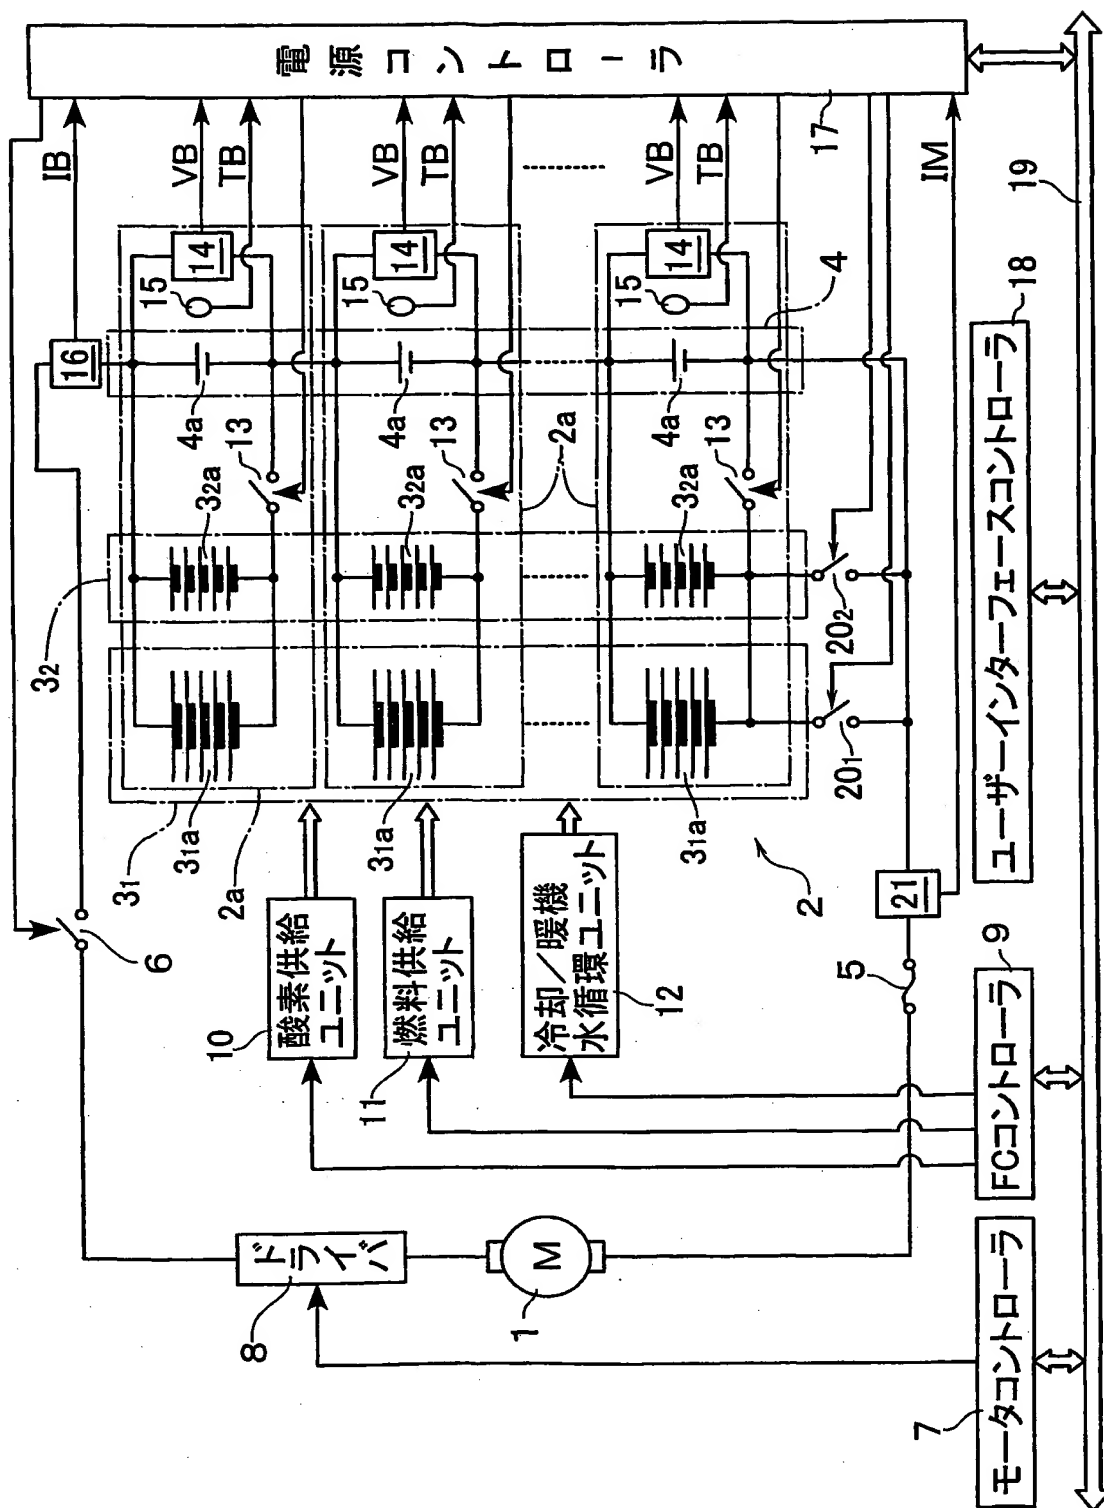 電源コントローラ
17
IB
VB
TB
VB
TB
VB
TB
IM
16
14
15
14
15
14
15
4
4a
4a
4a
13
13
13
2a
32
32a
32a
32a
202
201
31
31a
31a
31a
2a
2
6
酸素供給
ユニット
10
燃料供給
ユニット
11
冷却/暖機
水循環ユニット
12
21
5
ドライバ
8
M
1
モータコントローラ
7
FCコントローラ
9
ユーザーインターフェースコントローラ
18
19